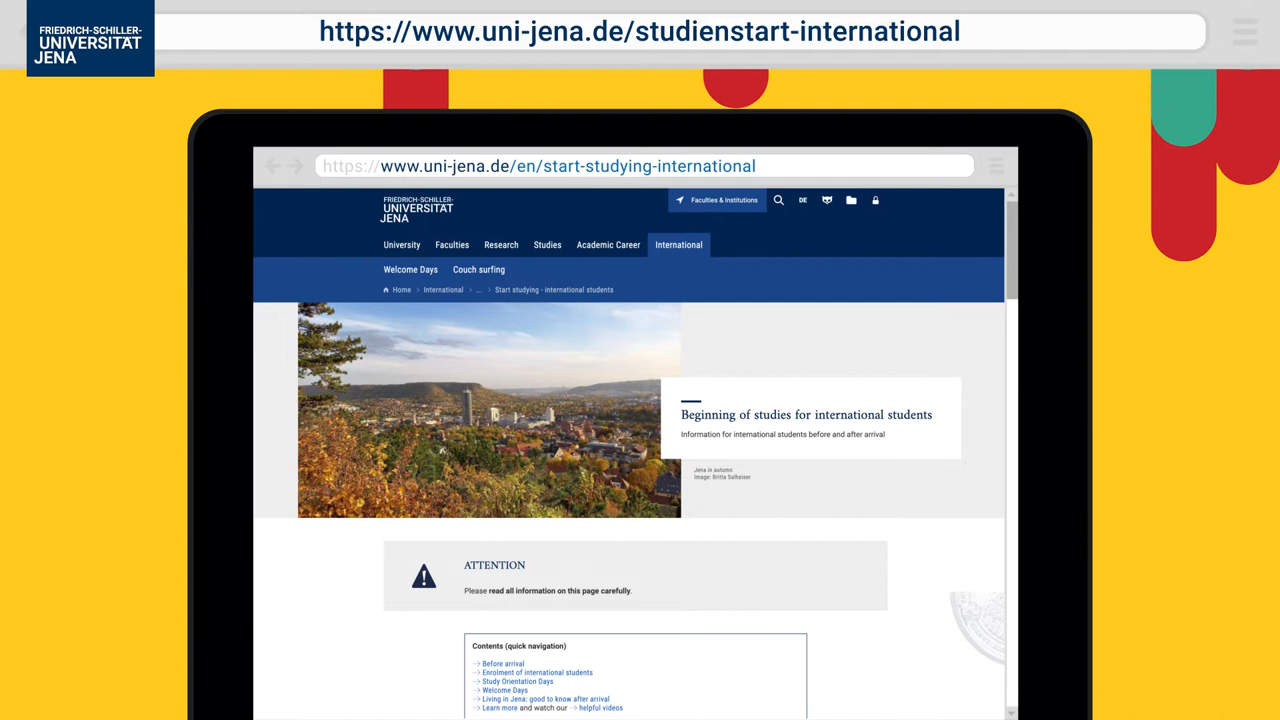 FRIEDRICH-SCHILLER-
UNIVERSITÄT
JENA
https://www.uni-jena.de/studienstart-international
https://www.uni-jena.de/en/start-studying-international
FRIEDRICH-SCHILLER-
UNIVERSITÄT
JENA
Faculties & Institutions
DE
University Faculties Research Studies Academic Career International
Welcome Days Couch surfing
Home International ... Start studying - international students
Beginning of studies for international students
Information for international students before and after arrival
Jena in autumn
Image: Britta Salheiser
ATTENTION
Please read all information on this page carefully.
Contents (quick navigation)
Before arrival
Enrolment of international students
Study Orientation Days
Welcome Days
Living in Jena: good to know after arrival
Learn more and watch our → helpful videos